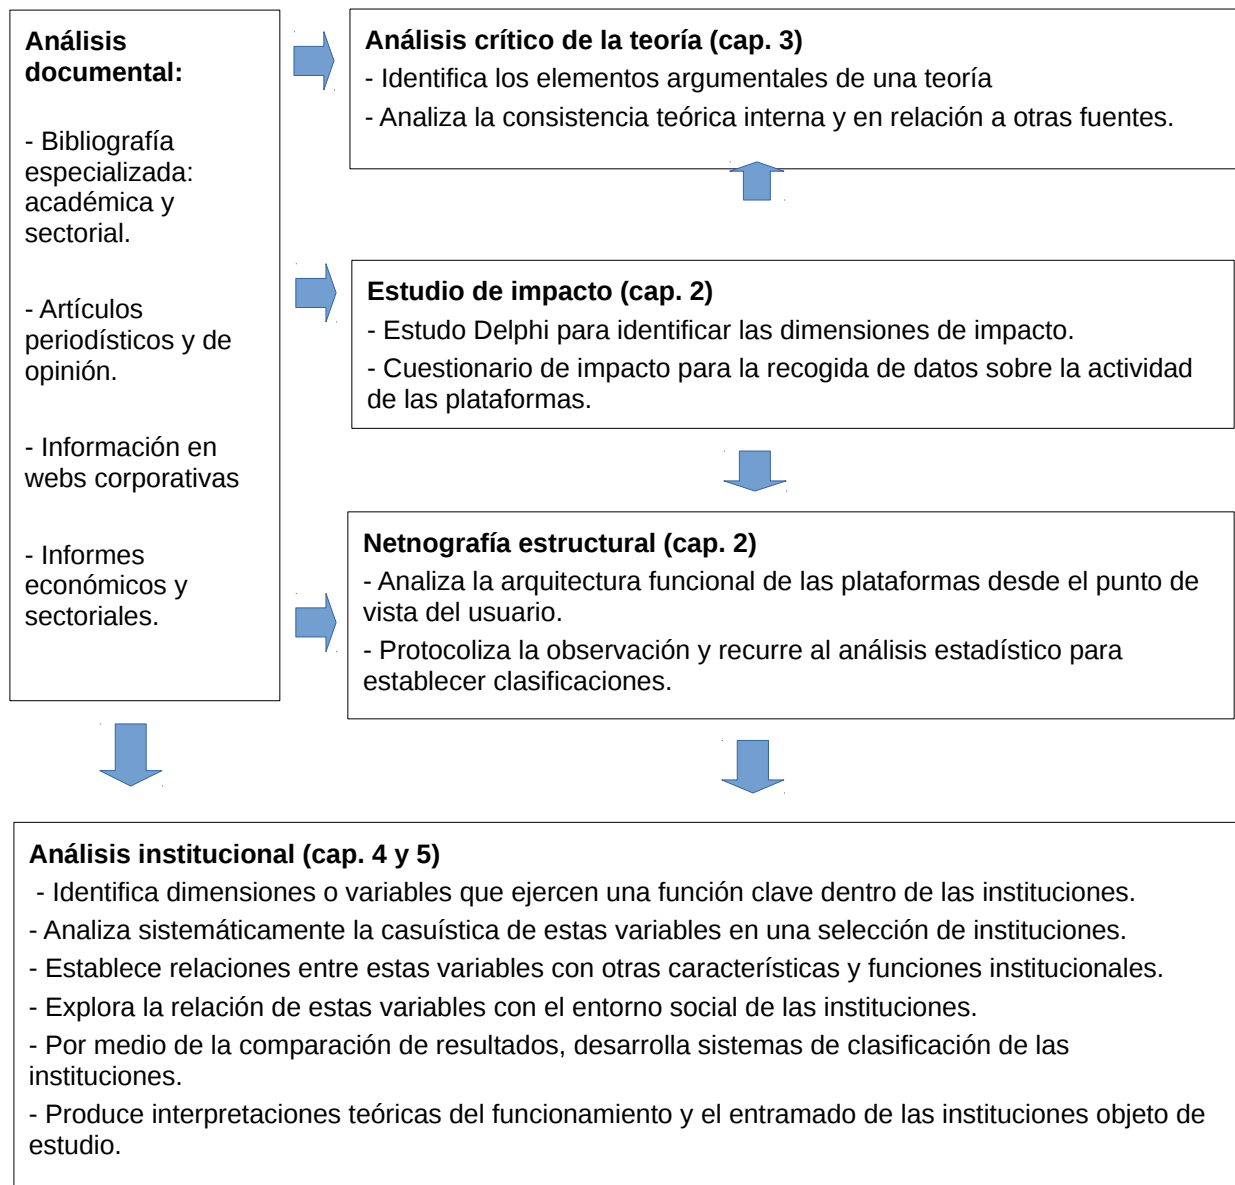 Análisis
documental:
- Bibliografía
especializada:
académica y
sectorial.
- Artículos
periodísticos y de
opinión.
- Información en
webs corporativas
- Informes
económicos y
sectoriales.
Análisis crítico de la teoría (cap. 3)
- Identifica los elementos argumentales de una teoría
- Analiza la consistencia teórica interna y en relación a otras fuentes.
Estudio de impacto (cap. 2)
- Estudo Delphi para identificar las dimensiones de impacto.
- Cuestionario de impacto para la recogida de datos sobre la actividad
de las plataformas.
Netnografía estructural (cap. 2)
- Analiza la arquitectura funcional de las plataformas desde el punto de
vista del usuario.
- Protocoliza la observación y recurre al análisis estadístico para
establecer clasificaciones.
Análisis institucional (cap. 4 y 5)
- Identifica dimensiones o variables que ejercen una función clave dentro de las instituciones.
- Analiza sistemáticamente la casuística de estas variables en una selección de instituciones.
- Establece relaciones entre estas variables con otras características y funciones institucionales.
- Explora la relación de estas variables con el entorno social de las instituciones.
- Por medio de la comparación de resultados, desarrolla sistemas de clasificación de las
instituciones.
- Produce interpretaciones teóricas del funcionamiento y el entramado de las instituciones objeto de
estudio.